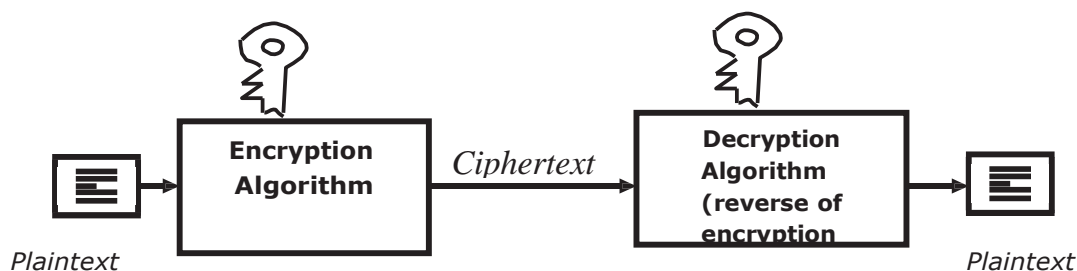 Encryption
Algorithm
Ciphertext
Decryption
Algorithm
(reverse of
encryption
Plaintext
Plaintext